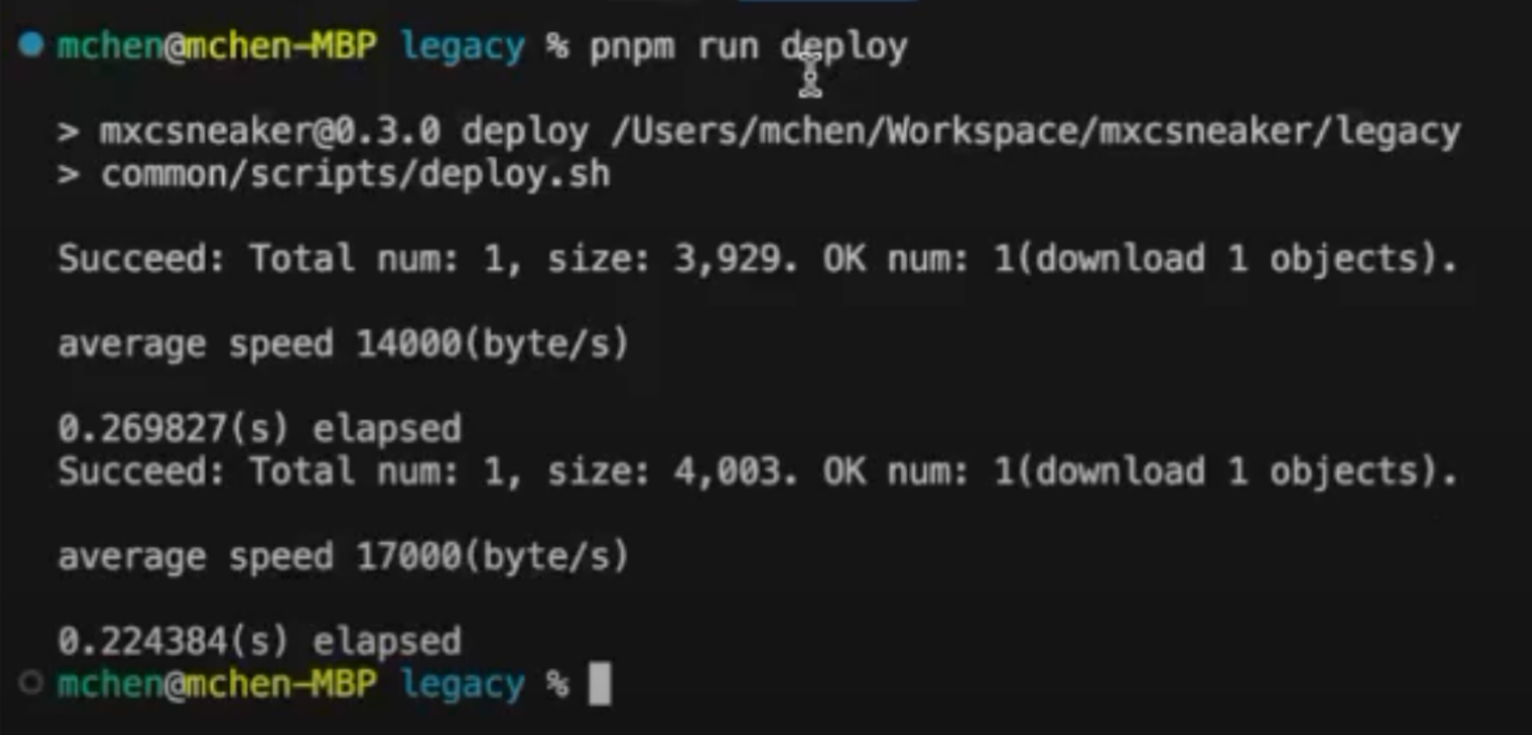 mchen@mchen-MBP legacy % pnpm run deploy
> mxcsneaker@0.3.0 deploy /Users/mchen/Workspace/mxcsneaker/legacy
> common/scripts/deploy.sh
Succeed: Total num: 1, size: 3,929. OK num: 1(download 1 objects).
average speed 14000(byte/s)
0.269827(s) elapsed
Succeed: Total num: 1, size: 4,003. OK num: 1(download 1 objects).
average speed 17000(byte/s)
0.224384(s) elapsed
mchen@mchen-MBP legacy %